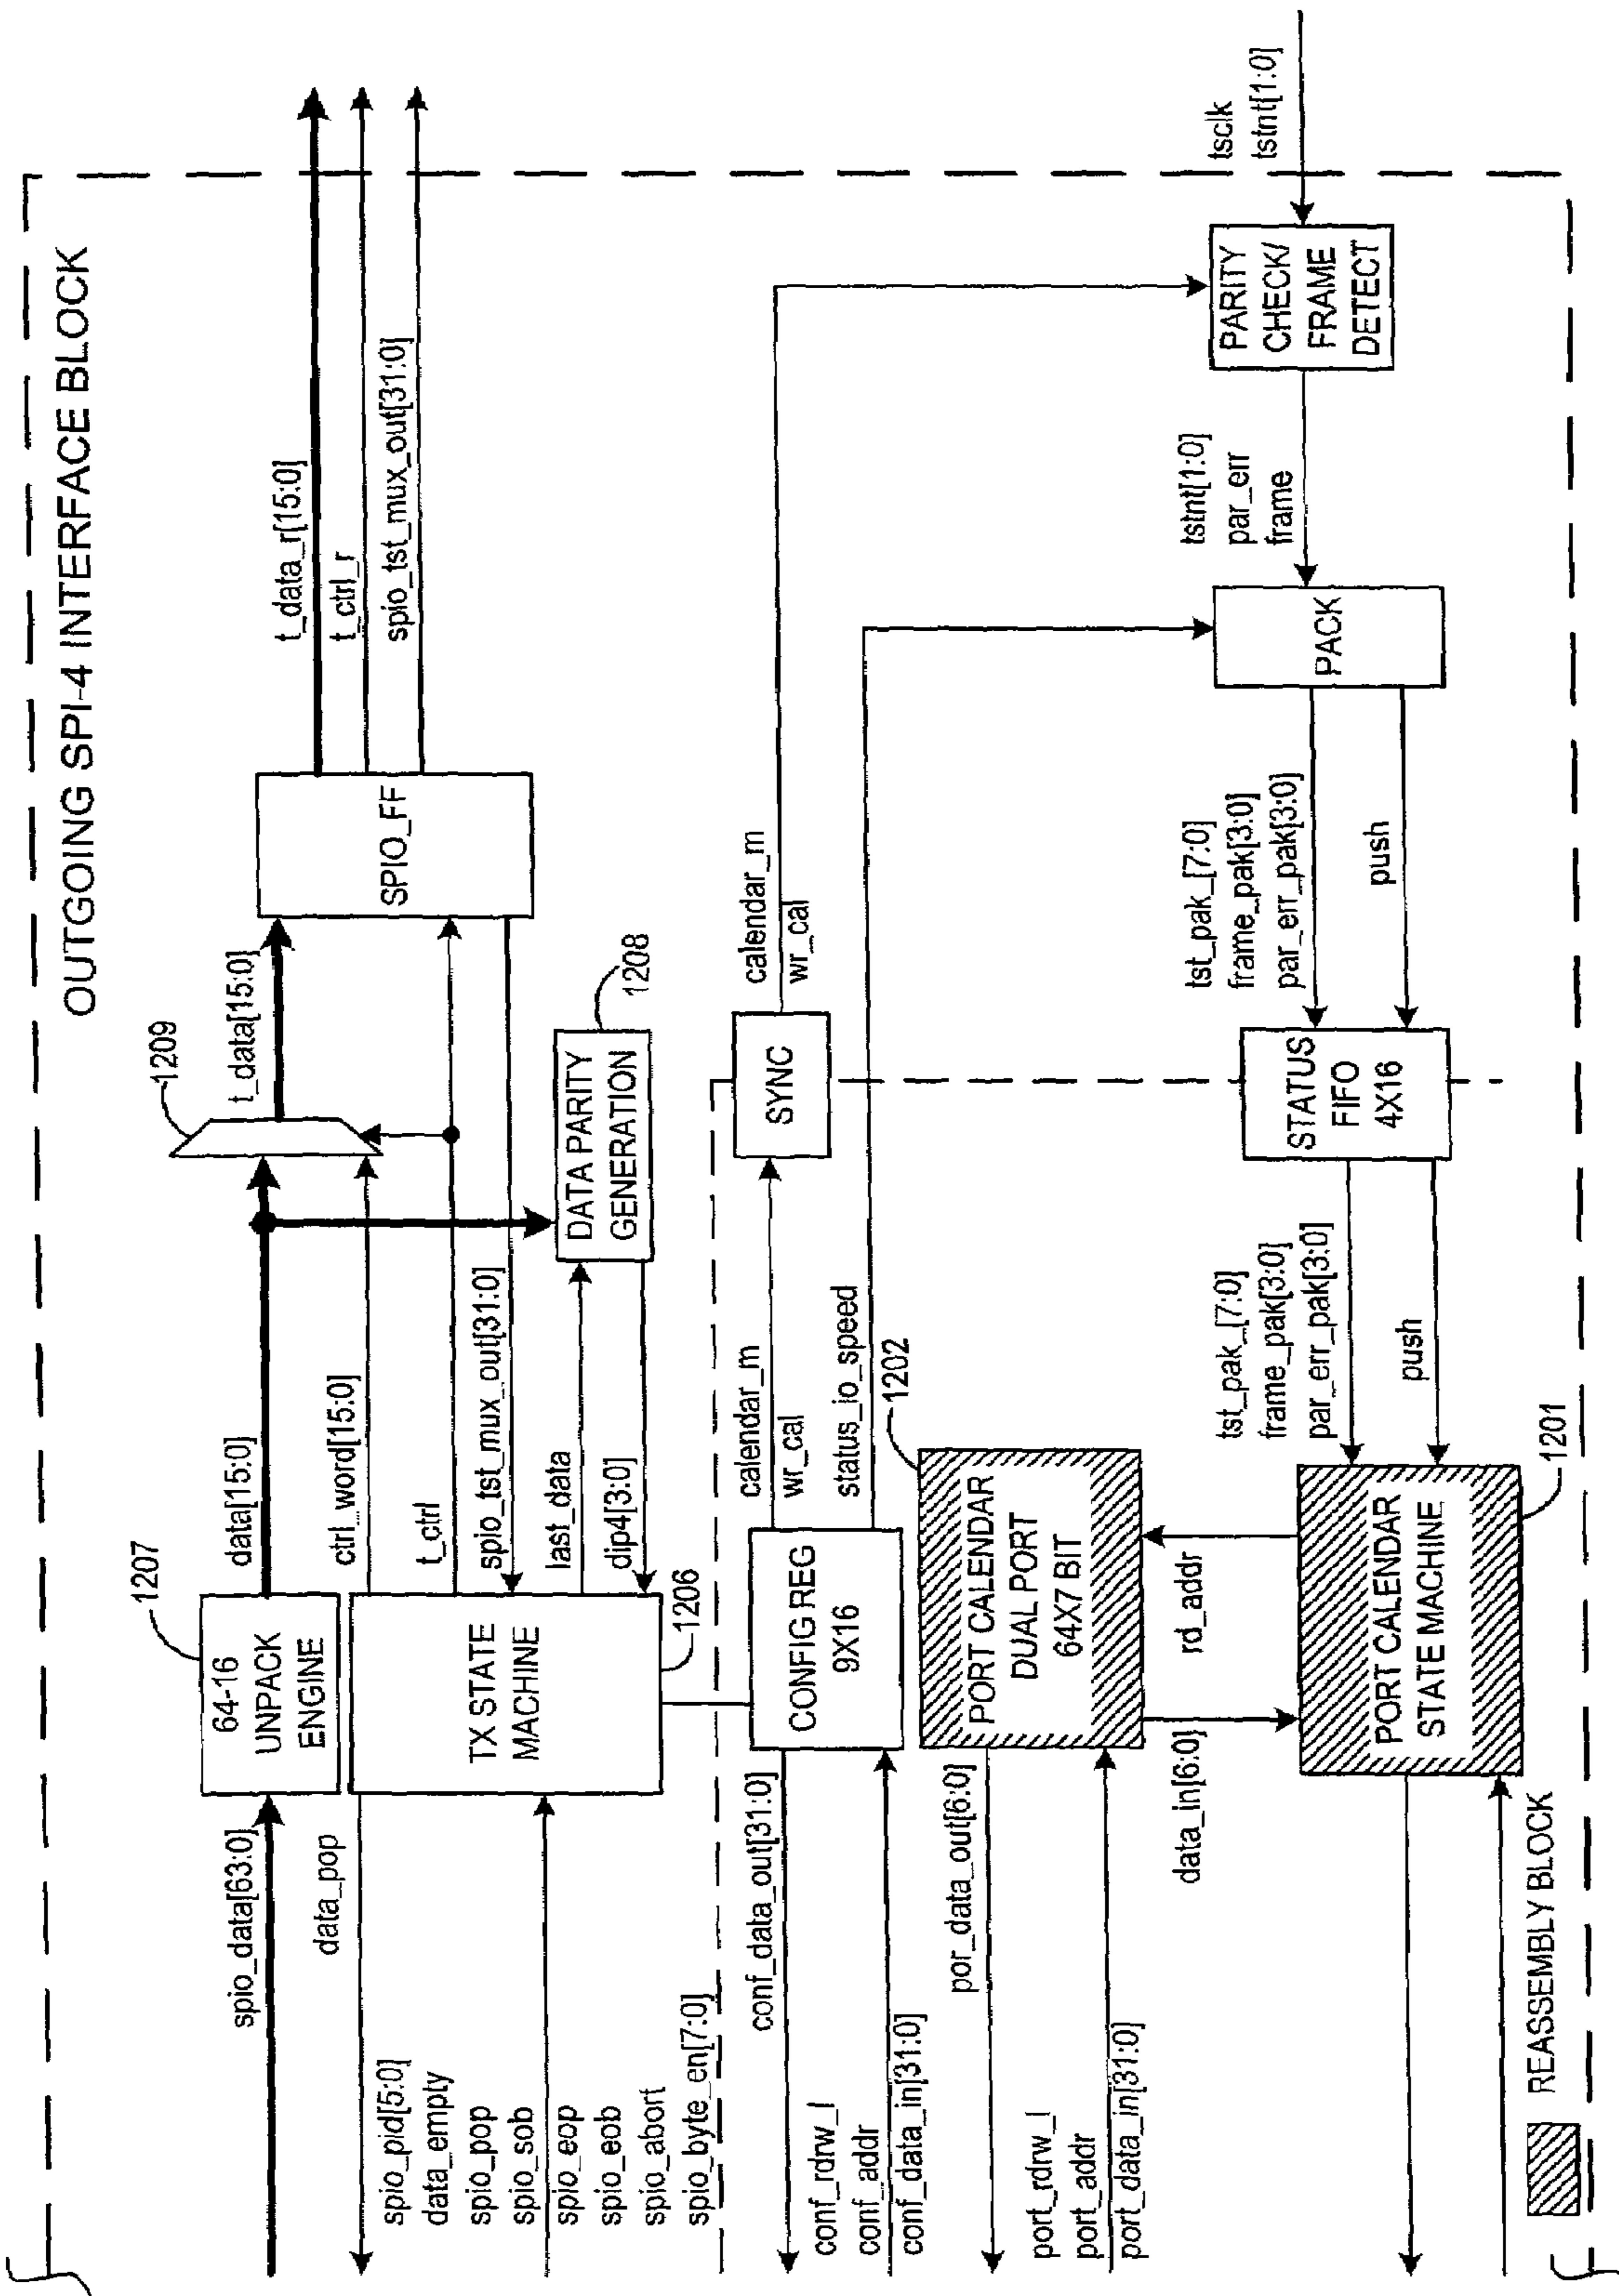 OUTGOING SPI-4 INTERFACE BLOCK
spio_data[63:0]
1207
64-16
UNPACK
ENGINE
data[15:0]
1209
t_data[15:0]
SPIO_FF
t_data_r[15:0]
t_ctrl_r
spio_tst_mux_out[31:0]
data_pop
spio_pid[5:0]
data_empty
spio_pop
spio_sob
spio_eop
spio_eob
spio_abort
spio_byte_en[7:0]
TX STATE
MACHINE
1206
ctrl_word[15:0]
t_ctrl
spio_tst_mux_out[31:0]
last_data
dip4[3:0]
DATA PARITY
GENERATION
1208
conf_data_out[31:0]
conf_rdrw_l
conf_addr
conf_data_in[31:0]
CONFIG REG
9X16
calendar_m
wr_cal
status_io_speed
SYNC
calendar_m
wr_cal
por_data_out[6:0]
port_rdrw_l
port_addr
port_data_in[31:0]
1202
PORT CALENDAR
DUAL PORT
64X7 BIT
data_in[6:0]
rd_addr
PORT CALENDAR
STATE MACHINE
1201
tst_pak_[7:0]
frame_pak[3:0]
par_err_pak[3:0]
push
STATUS
FIFO
4X16
tst_pak_[7:0]
frame_pak[3:0]
par_err_pak[3:0]
push
PACK
tstnt[1:0]
par_err
frame
PARITY
CHECK/
FRAME
DETECT
tsclk
tstnt[1:0]
REASSEMBLY BLOCK